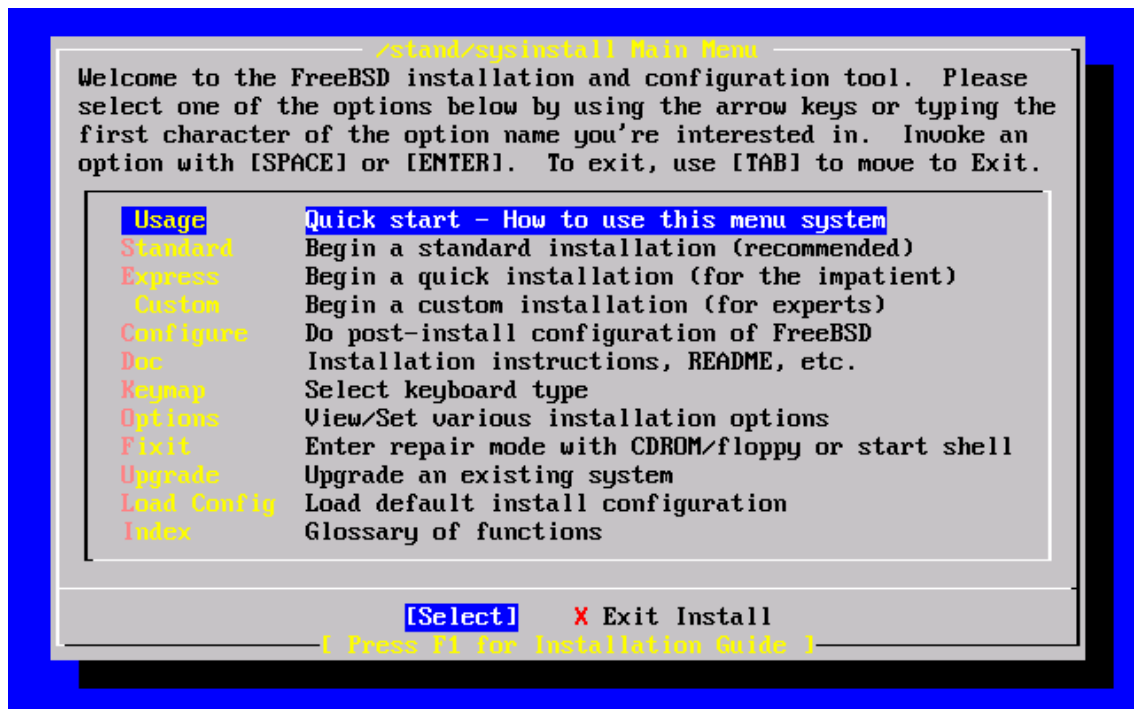 /stand/sysinstall Main Menu
Welcome to the FreeBSD installation and configuration tool.  Please
select one of the options below by using the arrow keys or typing the
first character of the option name you're interested in.  Invoke an
option with [SPACE] or [ENTER].  To exit, use [TAB] to move to Exit.
Usage Quick start - How to use this menu system
Standard Begin a standard installation (recommended)
Express Begin a quick installation (for the impatient)
Custom Begin a custom installation (for experts)
Configure Do post-install configuration of FreeBSD
Doc Installation instructions, README, etc.
Keymap Select keyboard type
Options View/Set various installation options
Fixit Enter repair mode with CDROM/floppy or start shell
Upgrade Upgrade an existing system
Load Config Load default install configuration
Index Glossary of functions
[Select] X Exit Install
[ Press F1 for Installation Guide ]